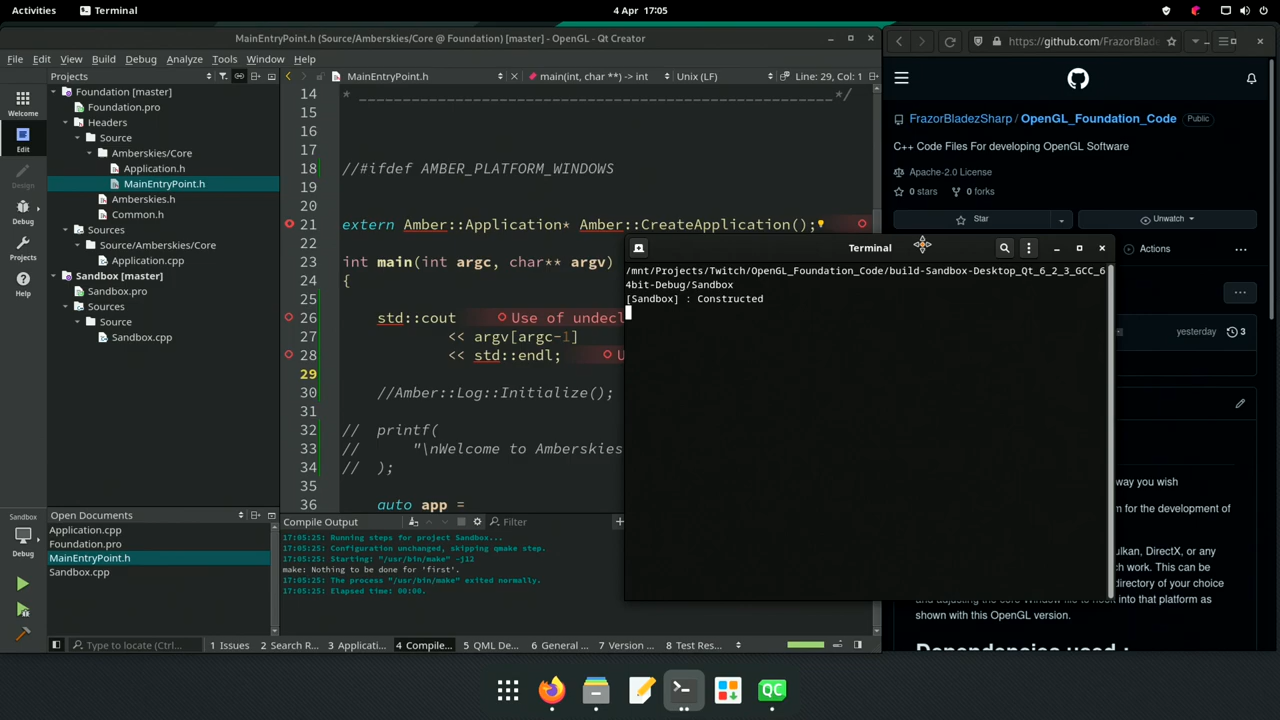 Activities Terminal 4 Apr 17:05
MainEntryPoint.h (Source/Amberskies/Core @ Foundation) [master] - OpenGL - Qt Creator
File Edit View Build Debug Analyze Tools Window Help
Projects
MainEntryPoint.h main(int, char **) -> int Unix (LF) Line: 29, Col: 1
Welcome
Edit
Design
Debug
Projects
Help
Foundation [master]
Foundation.pro
Headers
Source
Amberskies/Core
Application.h
MainEntryPoint.h
Amberskies.h
Common.h
Sources
Source/Amberskies/Core
Application.cpp
Sandbox [master]
Sandbox.pro
Sources
Source
Sandbox.cpp
14 * ______________________________________________________*/
15
16
17
18 //#ifdef AMBER_PLATFORM_WINDOWS
19
20
21 extern Amber::Application* Amber::CreateApplication();
22
23 int main(int argc, char** argv)
24 {
25
26 std::cout Use of undecl
27 << argv[argc-1]
28 << std::endl; U
29
30 //Amber::Log::Initialize();
31
32 // printf(
33 // "\nWelcome to Amberskies
34 // );
35
36 auto app =
Open Documents
Application.cpp
Foundation.pro
MainEntryPoint.h
Sandbox.cpp
Sandbox
Debug
Compile Output Filter
17:05:25: Running steps for project Sandbox...
17:05:25: Configuration unchanged, skipping qmake step.
17:05:25: Starting: "/usr/bin/make" -j12
make: Nothing to be done for 'first'.
17:05:25: The process "/usr/bin/make" exited normally.
17:05:25: Elapsed time: 00:00.
Type to locate (Ctrl-... 1 Issues 2 Search R... 3 Applicati... 4 Compile... 5 QML De... 6 General ... 7 Version ... 8 Test Res...
Terminal
/mnt/Projects/Twitch/OpenGL_Foundation_Code/build-Sandbox-Desktop_Qt_6_2_3_GCC_6
4bit-Debug/Sandbox
[Sandbox] : Constructed
https://github.com/FrazorBlade
FrazorBladezSharp / OpenGL_Foundation_Code Public
C++ Code Files For developing OpenGL Software
Apache-2.0 License
0 stars 0 forks
Star Unwatch
Actions
yesterday 3
way you wish
m for the development of
ulkan, DirectX, or any
ch work. This can be
directory of your choice
and adjusting the core Window file to hook into that platform as
shown with this OpenGL version.
Dependencies used :
QC